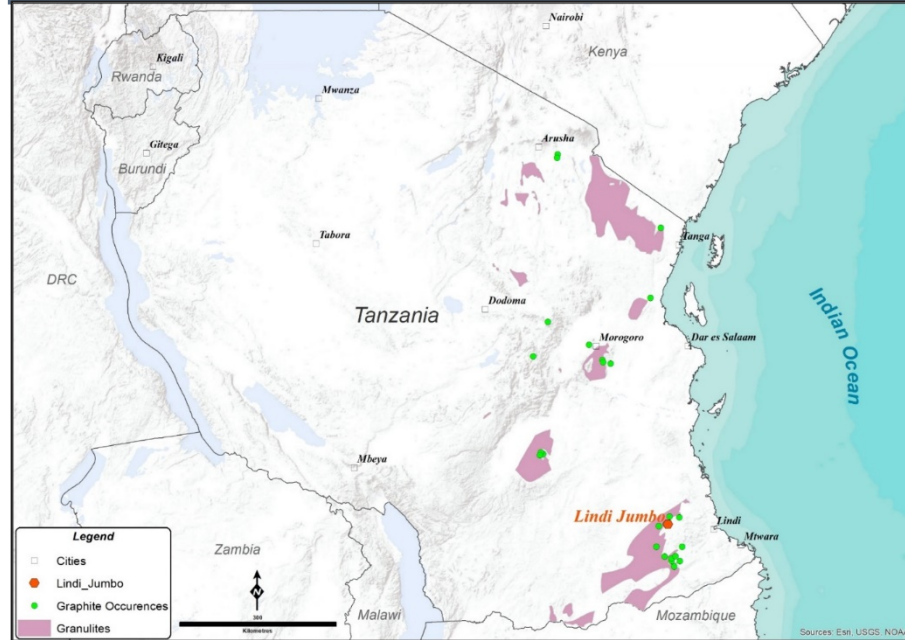 Nairobi
Kenya
Kigali
Rwanda
Mwanza
Arusha
Gitega
Burundi
Tabora
Tanga
DRC
Dodoma
Tanzania
Indian Ocean
Morogoro
Dar es Salaam
Mbeya
Lindi Jumbo
Lindi
Mtwara
Legend
Cities
Lindi_Jumbo
Graphite Occurences
Granulites
Zambia
N
300
Kilometres
Malawi
Mozambique
Sources: Esri, USGS, NOAA